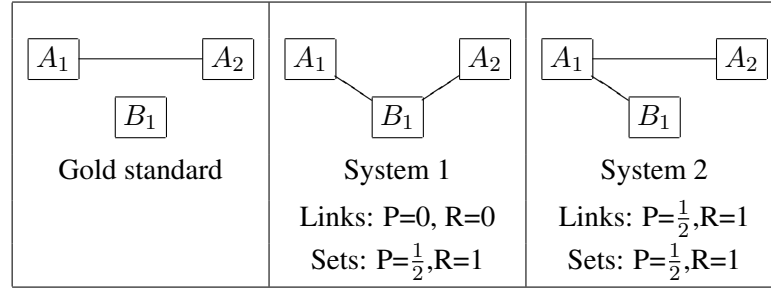 A₁ A₂
B₁
Gold standard
A₁ A₂
B₁
System 1
Links: P=0, R=0
Sets: P=½,R=1
A₁ A₂
B₁
System 2
Links: P=½,R=1
Sets: P=½,R=1